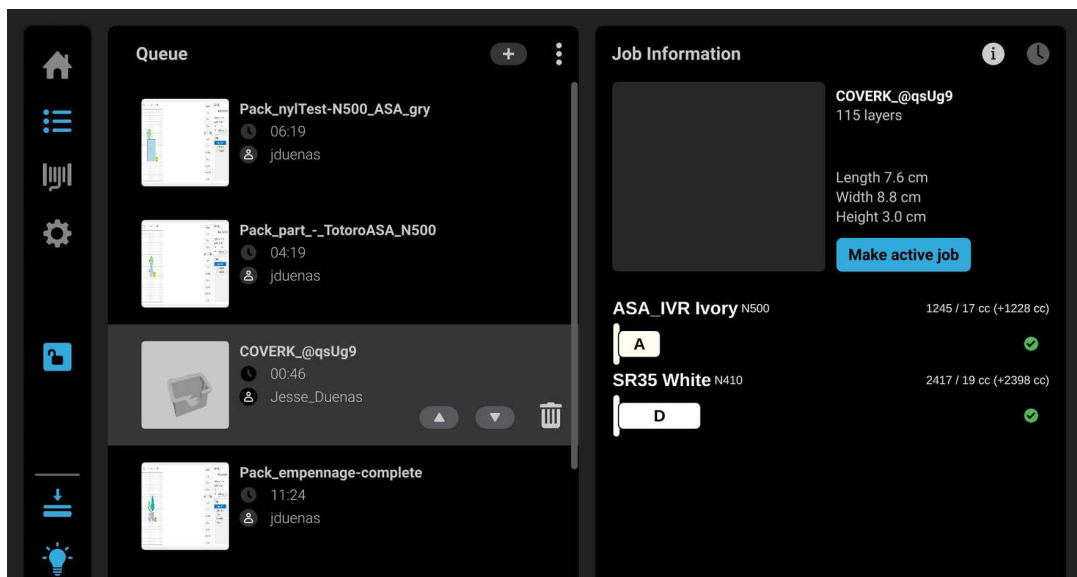 Queue
+
Pack_nylTest-N500_ASA_gry
06:19
jduenas
Pack_part_-_TotoroASA_N500
04:19
jduenas
COVERK_@qsUg9
00:46
Jesse_Duenas
Pack_empennage-complete
11:24
jduenas
Job Information
i
COVERK_@qsUg9
115 layers
Length 7.6 cm
Width 8.8 cm
Height 3.0 cm
Make active job
ASA_IVR Ivory N500 1245 / 17 cc (+1228 cc)
A
SR35 White N410 2417 / 19 cc (+2398 cc)
D